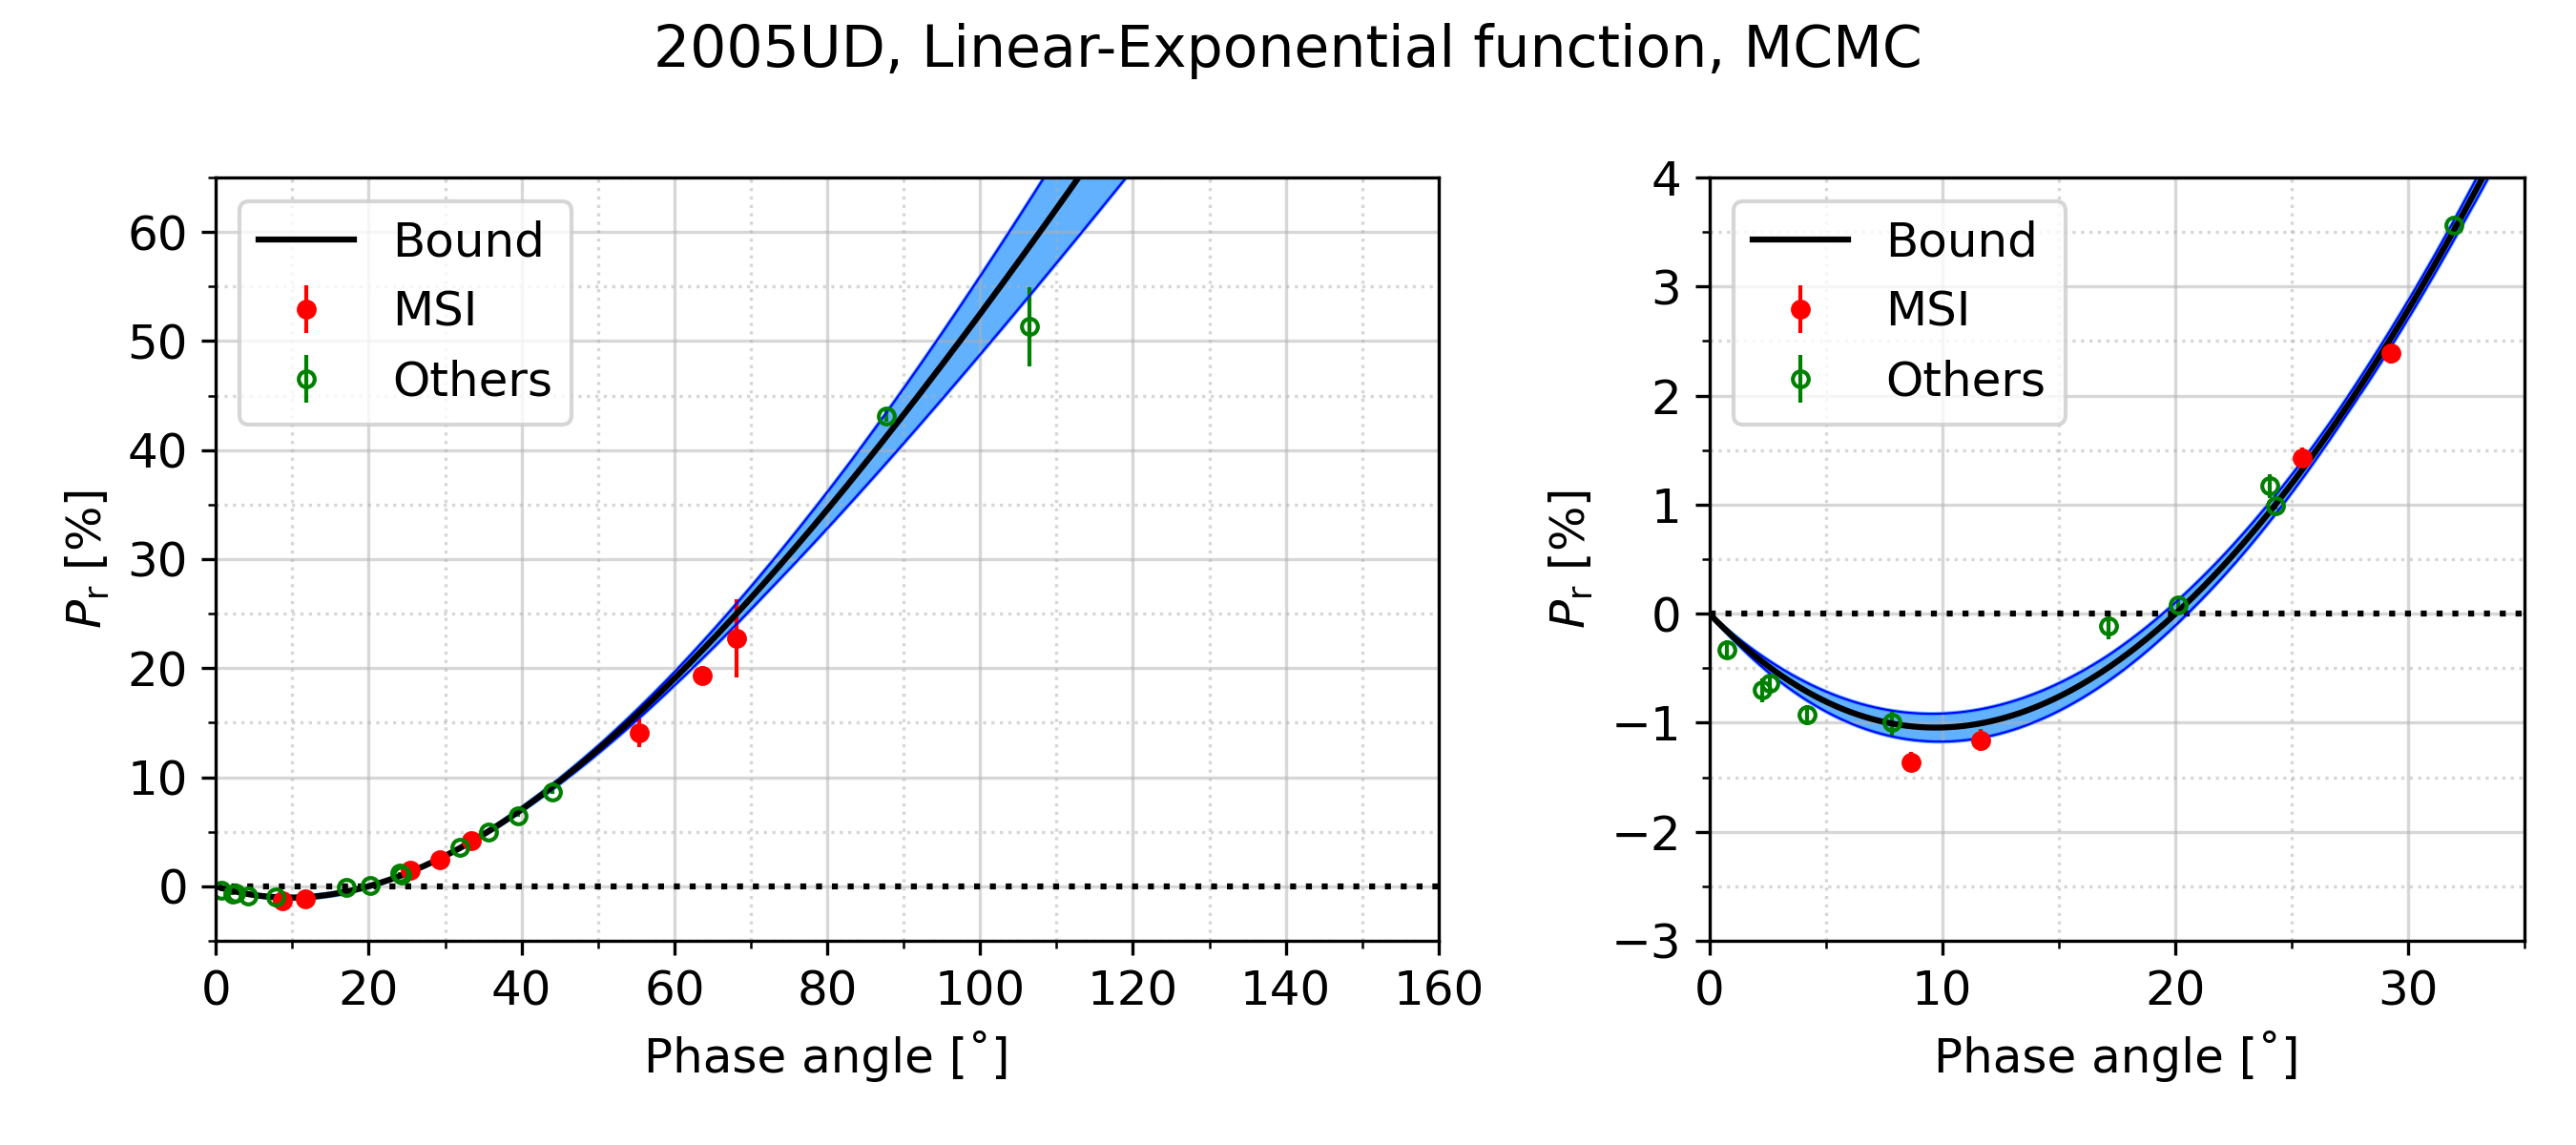 2005UD, Linear-Exponential function, MCMC
Bound
MSI
Others
60
50
40
30
20
10
0
0 20 40 60 80 100 120 140 160
Phase angle [˚]
Pr [%]
Bound
MSI
Others
4
3
2
1
0
−1
−2
−3
0 10 20 30
Phase angle [˚]
Pr [%]